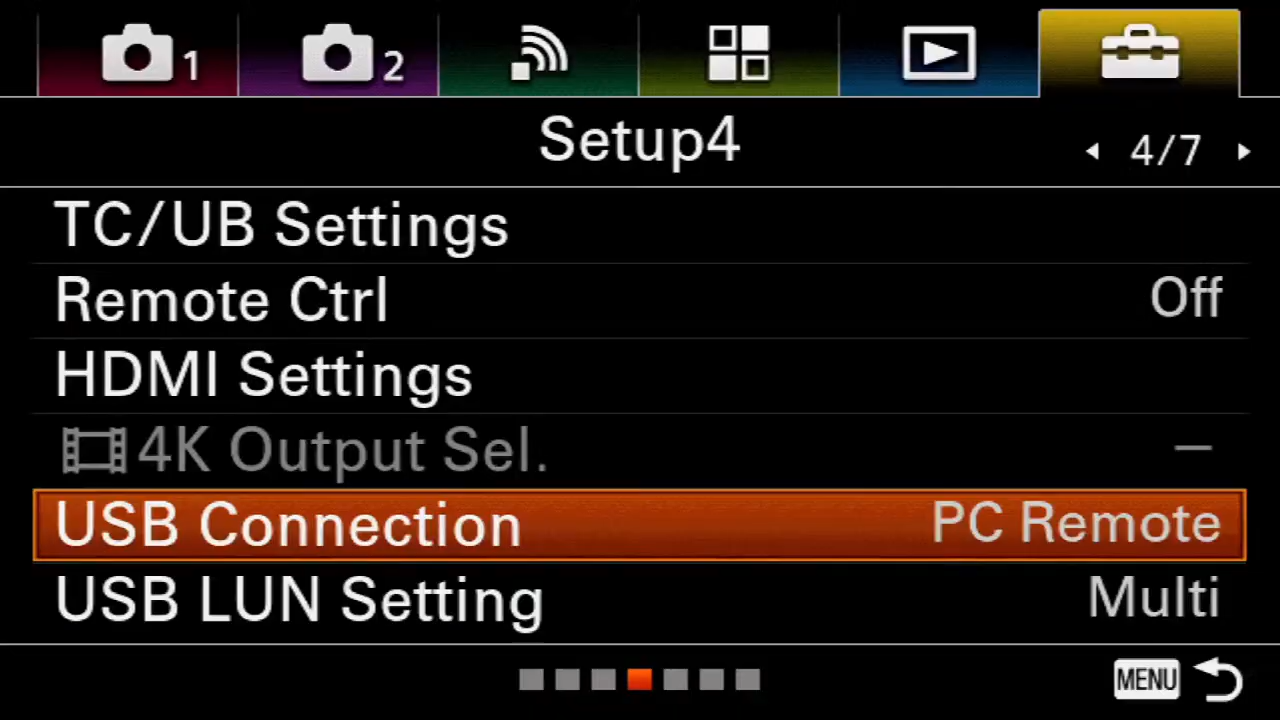 1
2
Setup4
4/7
TC/UB Settings
Remote Ctrl Off
HDMI Settings
4K Output Sel. –
USB Connection PC Remote
USB LUN Setting Multi
MENU